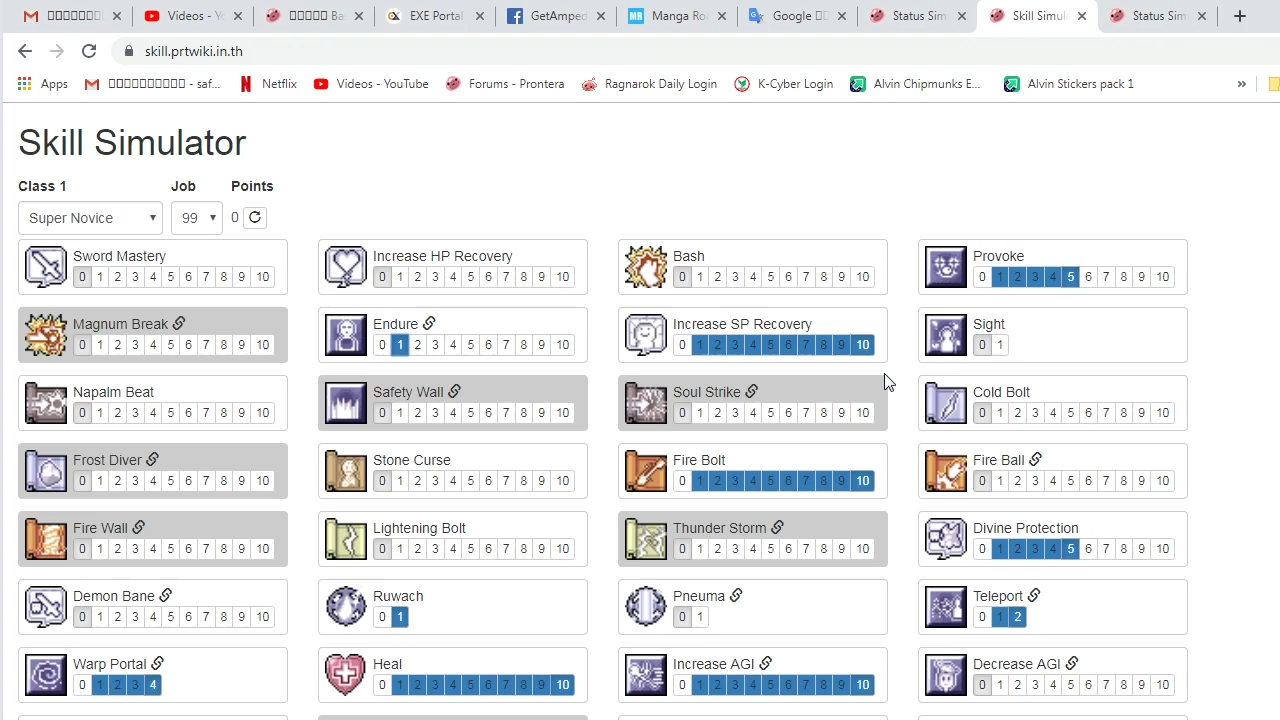 Videos - Y
Ba
EXE Portal
GetAmped
Manga Ro
Google
Status Sim
Skill Simul
Status Sim
skill.prtwiki.in.th
Apps
- saf...
Netflix
Videos - YouTube
Forums - Prontera
Ragnarok Daily Login
K-Cyber Login
Alvin Chipmunks E...
Alvin Stickers pack 1
»
Skill Simulator
Class 1 Job Points
Super Novice 99 0
Sword Mastery Increase HP Recovery Bash Provoke
0 1 2 3 4 5 6 7 8 9 10 0 1 2 3 4 5 6 7 8 9 10 0 1 2 3 4 5 6 7 8 9 10 0 1 2 3 4 5 6 7 8 9 10
Magnum Break Endure Increase SP Recovery Sight
0 1 2 3 4 5 6 7 8 9 10 0 1 2 3 4 5 6 7 8 9 10 0 1 2 3 4 5 6 7 8 9 10 0 1
Napalm Beat Safety Wall Soul Strike Cold Bolt
0 1 2 3 4 5 6 7 8 9 10 0 1 2 3 4 5 6 7 8 9 10 0 1 2 3 4 5 6 7 8 9 10 0 1 2 3 4 5 6 7 8 9 10
Frost Diver Stone Curse Fire Bolt Fire Ball
0 1 2 3 4 5 6 7 8 9 10 0 1 2 3 4 5 6 7 8 9 10 0 1 2 3 4 5 6 7 8 9 10 0 1 2 3 4 5 6 7 8 9 10
Fire Wall Lightening Bolt Thunder Storm Divine Protection
0 1 2 3 4 5 6 7 8 9 10 0 1 2 3 4 5 6 7 8 9 10 0 1 2 3 4 5 6 7 8 9 10 0 1 2 3 4 5 6 7 8 9 10
Demon Bane Ruwach Pneuma Teleport
0 1 2 3 4 5 6 7 8 9 10 0 1 0 1 0 1 2
Warp Portal Heal Increase AGI Decrease AGI
0 1 2 3 4 0 1 2 3 4 5 6 7 8 9 10 0 1 2 3 4 5 6 7 8 9 10 0 1 2 3 4 5 6 7 8 9 10